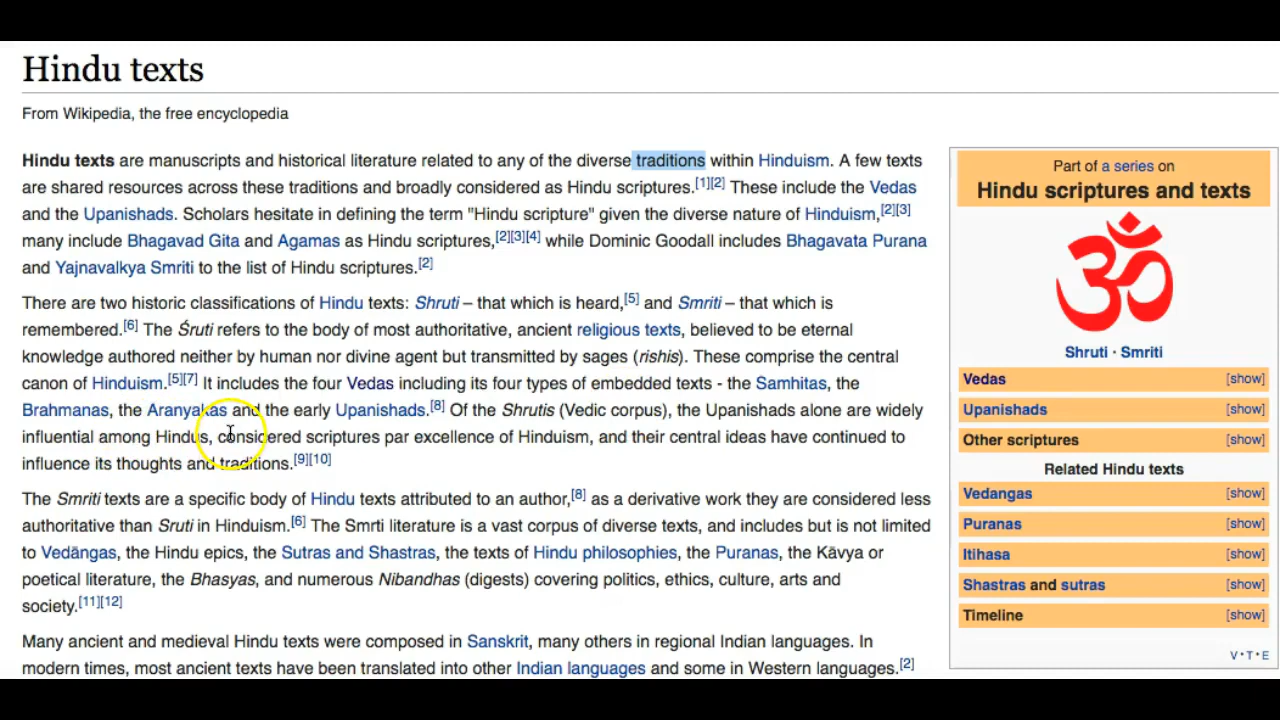 Hindu texts
From Wikipedia, the free encyclopedia
Hindu texts are manuscripts and historical literature related to any of the diverse traditions within Hinduism. A few texts
are shared resources across these traditions and broadly considered as Hindu scriptures.[1][2] These include the Vedas
and the Upanishads. Scholars hesitate in defining the term "Hindu scripture" given the diverse nature of Hinduism,[2][3]
many include Bhagavad Gita and Agamas as Hindu scriptures,[2][3][4] while Dominic Goodall includes Bhagavata Purana
and Yajnavalkya Smriti to the list of Hindu scriptures.[2]
There are two historic classifications of Hindu texts: Shruti – that which is heard,[5] and Smriti – that which is
remembered.[6] The Śruti refers to the body of most authoritative, ancient religious texts, believed to be eternal
knowledge authored neither by human nor divine agent but transmitted by sages (rishis). These comprise the central
canon of Hinduism.[5][7] It includes the four Vedas including its four types of embedded texts - the Samhitas, the
Brahmanas, the Aranyakas and the early Upanishads.[8] Of the Shrutis (Vedic corpus), the Upanishads alone are widely
influential among Hindus, considered scriptures par excellence of Hinduism, and their central ideas have continued to
influence its thoughts and traditions.[9][10]
The Smriti texts are a specific body of Hindu texts attributed to an author,[8] as a derivative work they are considered less
authoritative than Sruti in Hinduism.[6] The Smrti literature is a vast corpus of diverse texts, and includes but is not limited
to Vedāngas, the Hindu epics, the Sutras and Shastras, the texts of Hindu philosophies, the Puranas, the Kāvya or
poetical literature, the Bhasyas, and numerous Nibandhas (digests) covering politics, ethics, culture, arts and
society.[11][12]
Many ancient and medieval Hindu texts were composed in Sanskrit, many others in regional Indian languages. In
modern times, most ancient texts have been translated into other Indian languages and some in Western languages.[2]
Part of a series on
Hindu scriptures and texts
ॐ
Shruti · Smriti
Vedas [show]
Upanishads [show]
Other scriptures [show]
Related Hindu texts
Vedangas [show]
Puranas [show]
Itihasa [show]
Shastras and sutras [show]
Timeline [show]
V · T · E